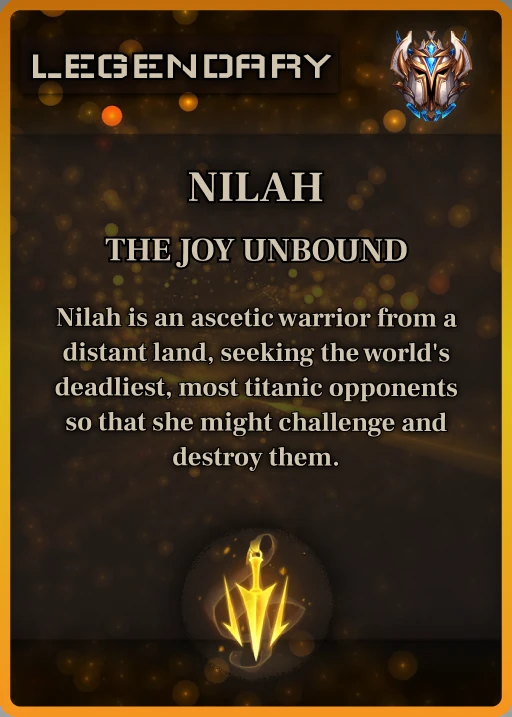 LEGENDARY
NILAH
THE JOY UNBOUND
Nilah is an ascetic warrior from a
distant land, seeking the world's
deadliest, most titanic opponents
so that she might challenge and
destroy them.